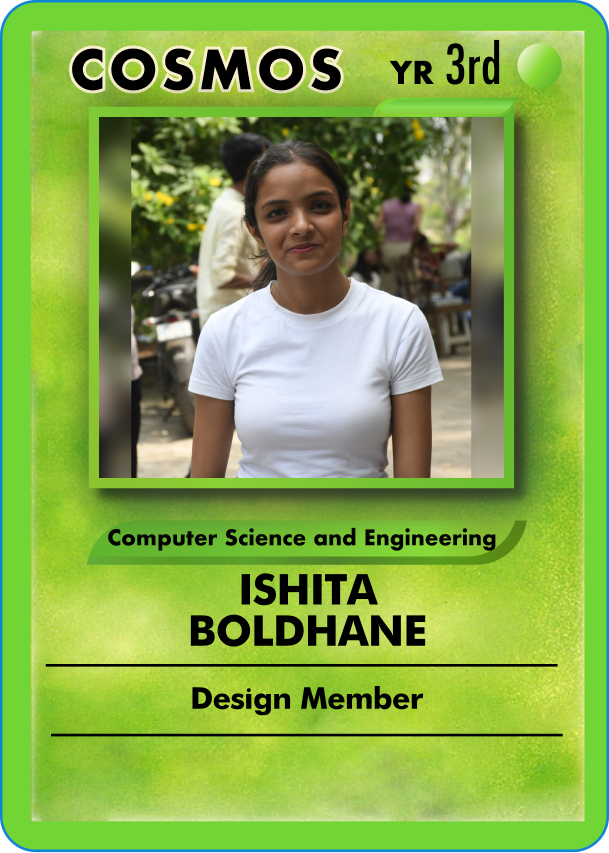 COSMOS YR 3rd
Computer Science and Engineering
ISHITA
BOLDHANE
Design Member